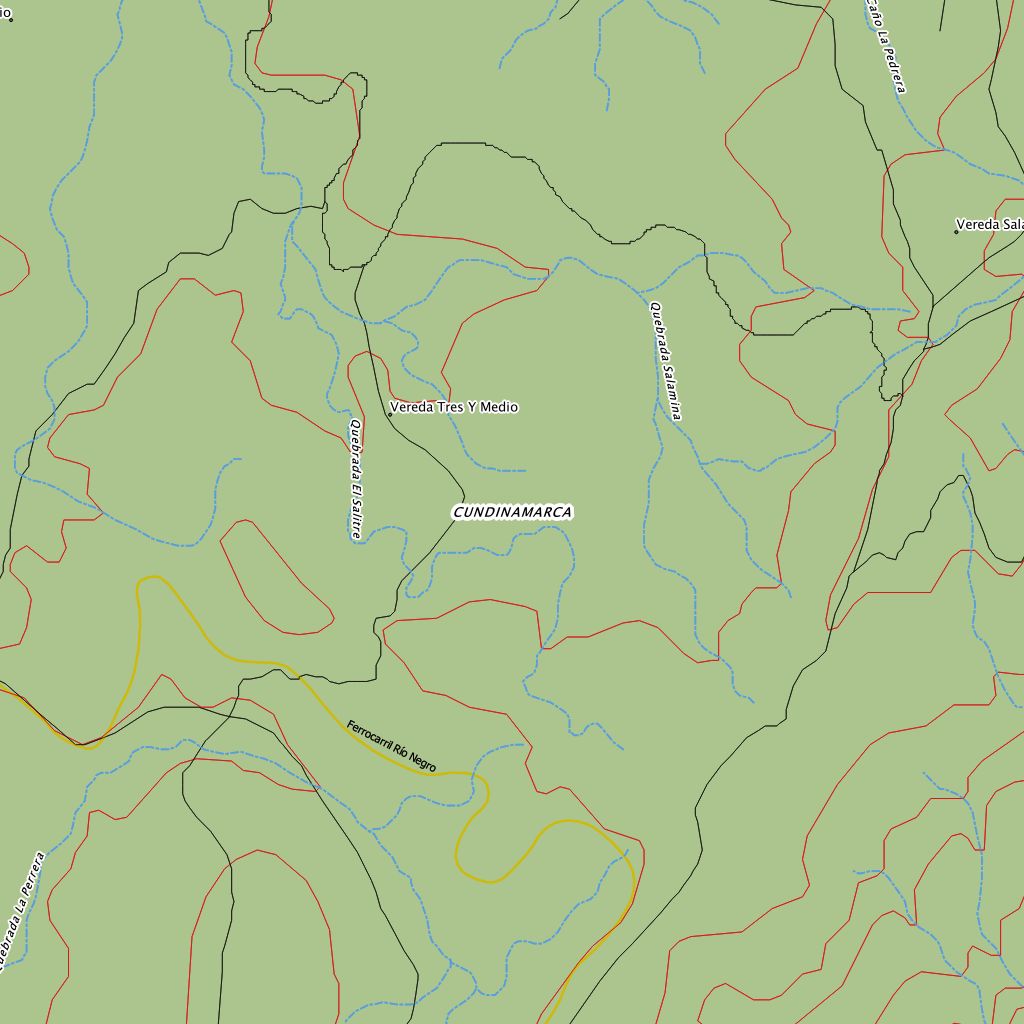 Caño La Pedrera
Quebrada Salamina
Vereda Tres Y Medio
Quebrada El Salitre
CUNDINAMARCA
Ferrocarril Río Negro
Quebrada La Perrera
Vereda